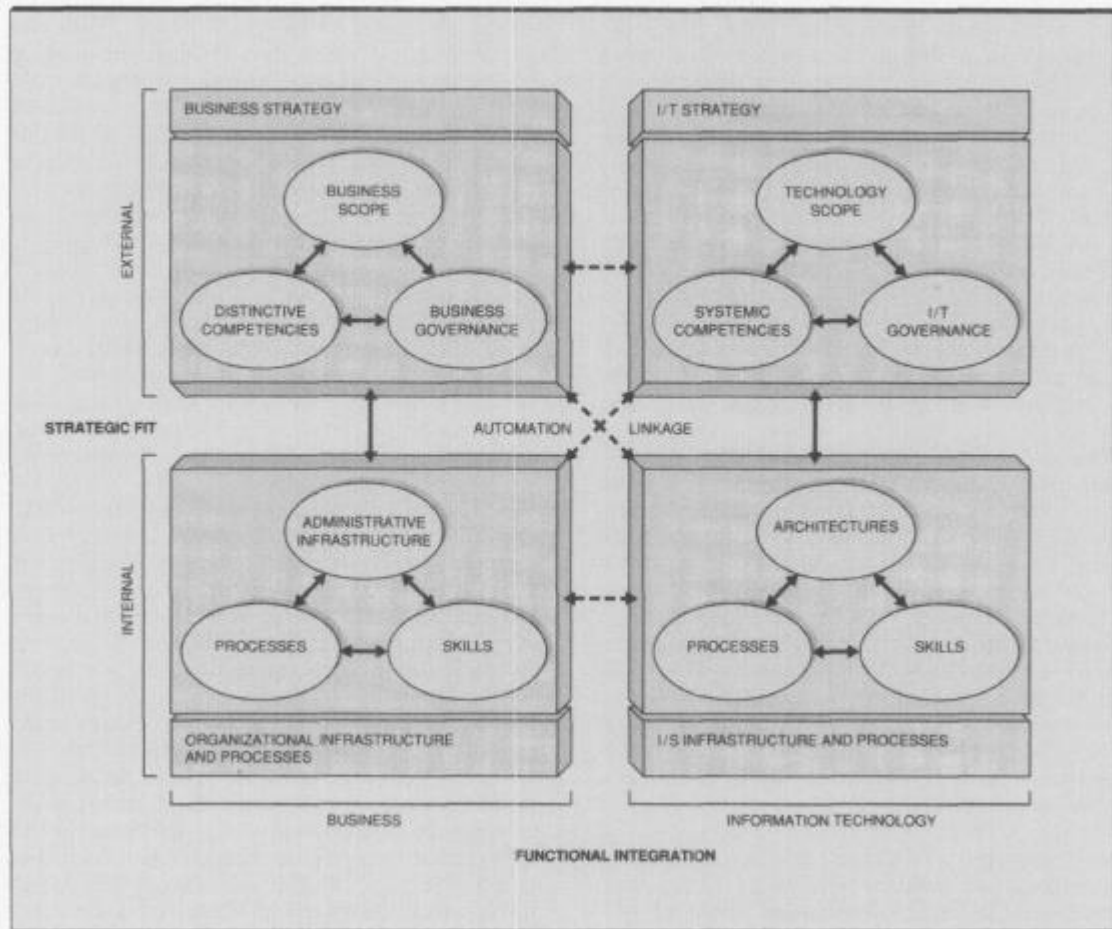 BUSINESS STRATEGY
I/T STRATEGY
EXTERNAL
BUSINESS
SCOPE
DISTINCTIVE
COMPETENCIES
BUSINESS
GOVERNANCE
TECHNOLOGY
SCOPE
SYSTEMIC
COMPETENCIES
I/T
GOVERNANCE
STRATEGIC FIT
AUTOMATION
LINKAGE
INTERNAL
ADMINISTRATIVE
INFRASTRUCTURE
PROCESSES
SKILLS
ARCHITECTURES
PROCESSES
SKILLS
ORGANIZATIONAL INFRASTRUCTURE
AND PROCESSES
I/S INFRASTRUCTURE AND PROCESSES
BUSINESS
INFORMATION TECHNOLOGY
FUNCTIONAL INTEGRATION